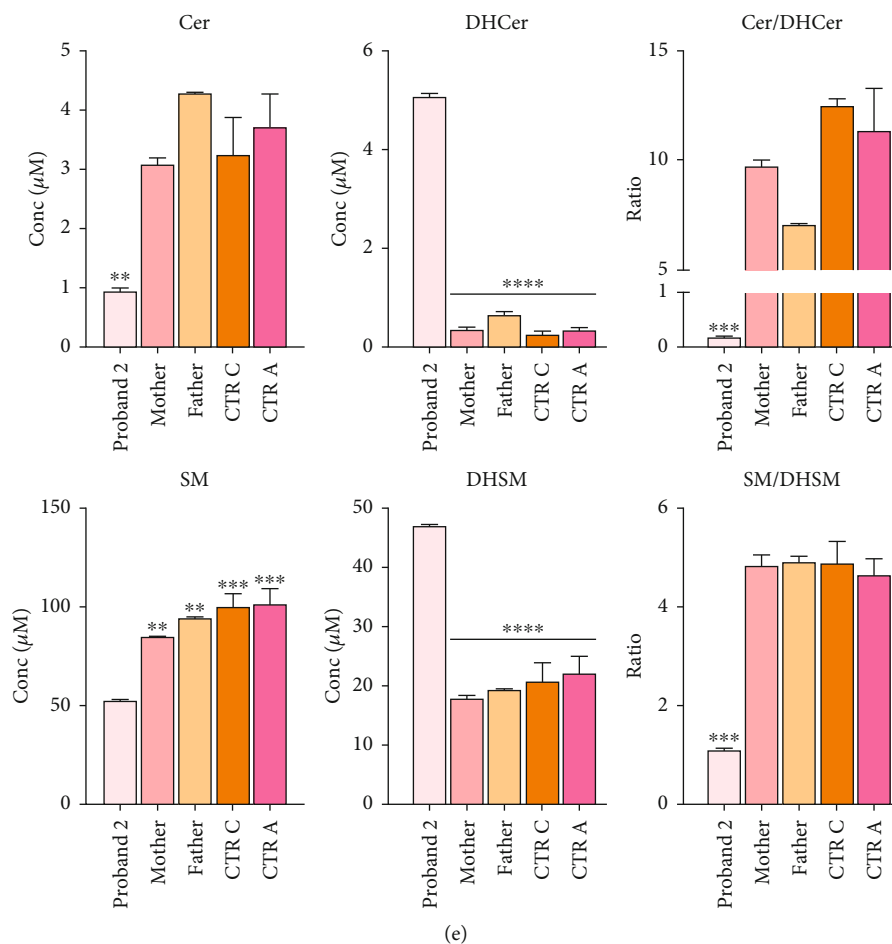 Cer
Conc (μM)
5
4
3
2
1
0
**
Proband 2
Mother
Father
CTR C
CTR A
DHCer
Conc (μM)
6
4
2
0
****
Proband 2
Mother
Father
CTR C
CTR A
Cer/DHCer
Ratio
15
10
5
1
0
***
Proband 2
Mother
Father
CTR C
CTR A
SM
Conc (μM)
150
100
50
0
**
**
***
***
Proband 2
Mother
Father
CTR C
CTR A
DHSM
Conc (μM)
50
40
30
20
10
0
****
Proband 2
Mother
Father
CTR C
CTR A
SM/DHSM
Ratio
6
4
2
0
***
Proband 2
Mother
Father
CTR C
CTR A
(e)